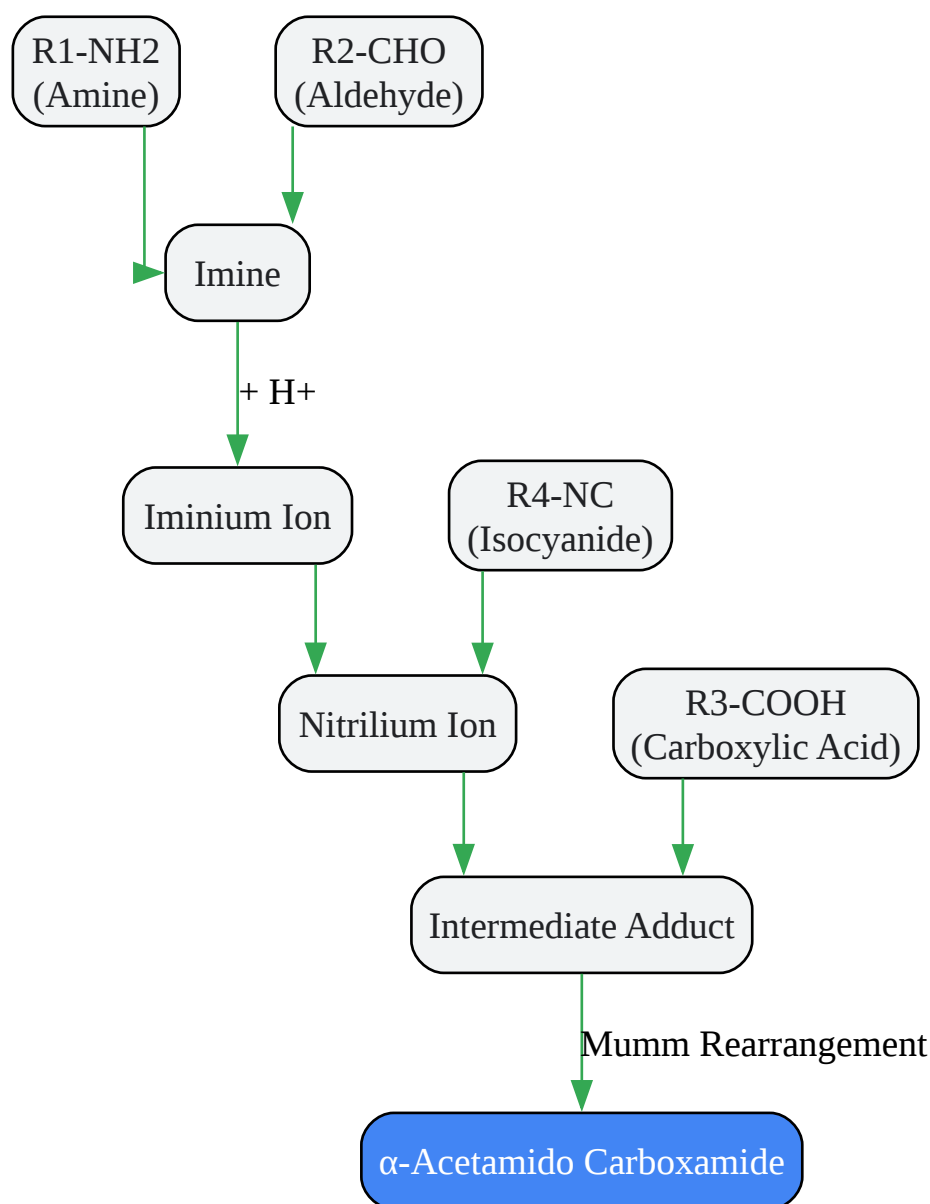 R1-NH2
(Amine)
R2-CHO
(Aldehyde)
Imine
+ H+
Iminium Ion
R4-NC
(Isocyanide)
Nitrilium Ion
R3-COOH
(Carboxylic Acid)
Intermediate Adduct
Mumm Rearrangement
α-Acetamido Carboxamide